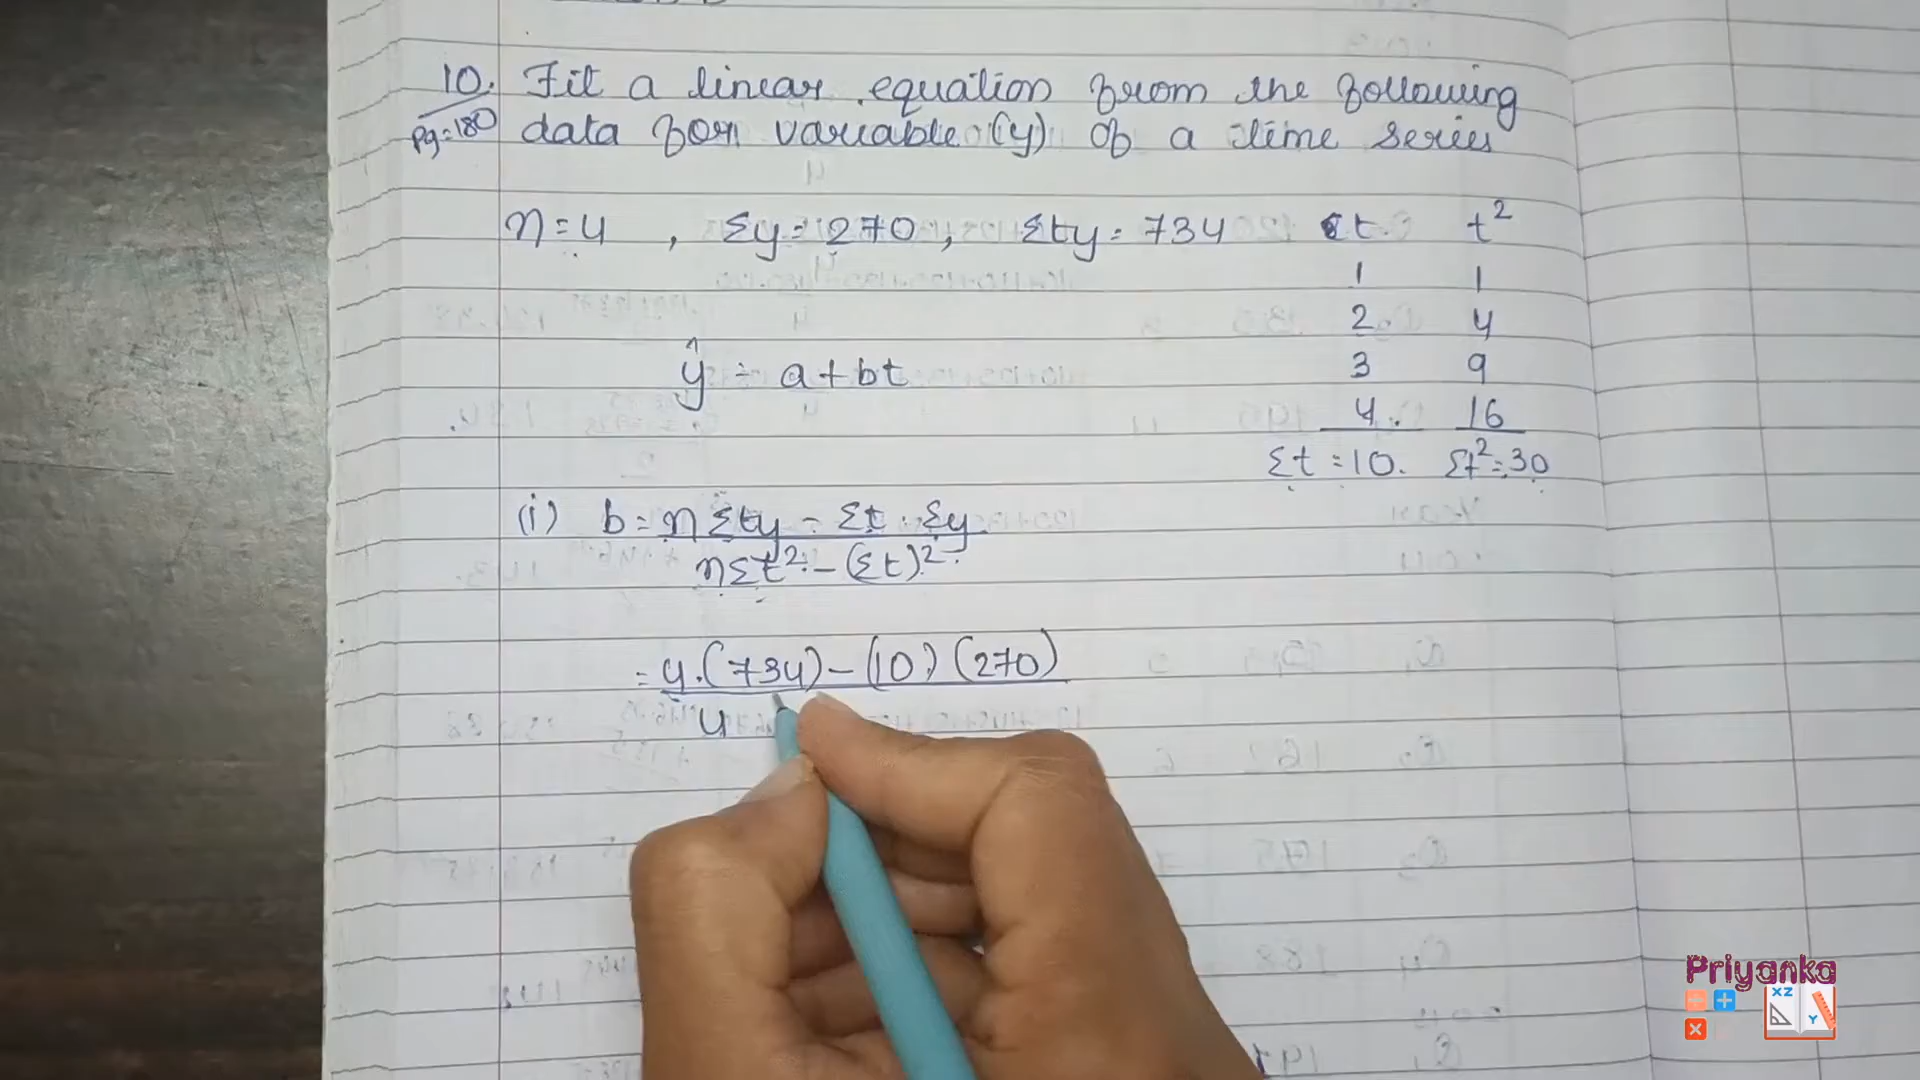 10. Fit a linear equation from the following
pg=180 data for variable (y) of a time series
n=4 , Σy=270, Σty=734 Σt t²
1 1
2 4
3 9
ŷ = a+bt
4 16
Σt=10. Σt²=30
(i) b = nΣty - Σt.Σy
nΣt² - (Σt)²
= 4.(734)-(10)(270)
4
Priyanka
XZ
Y